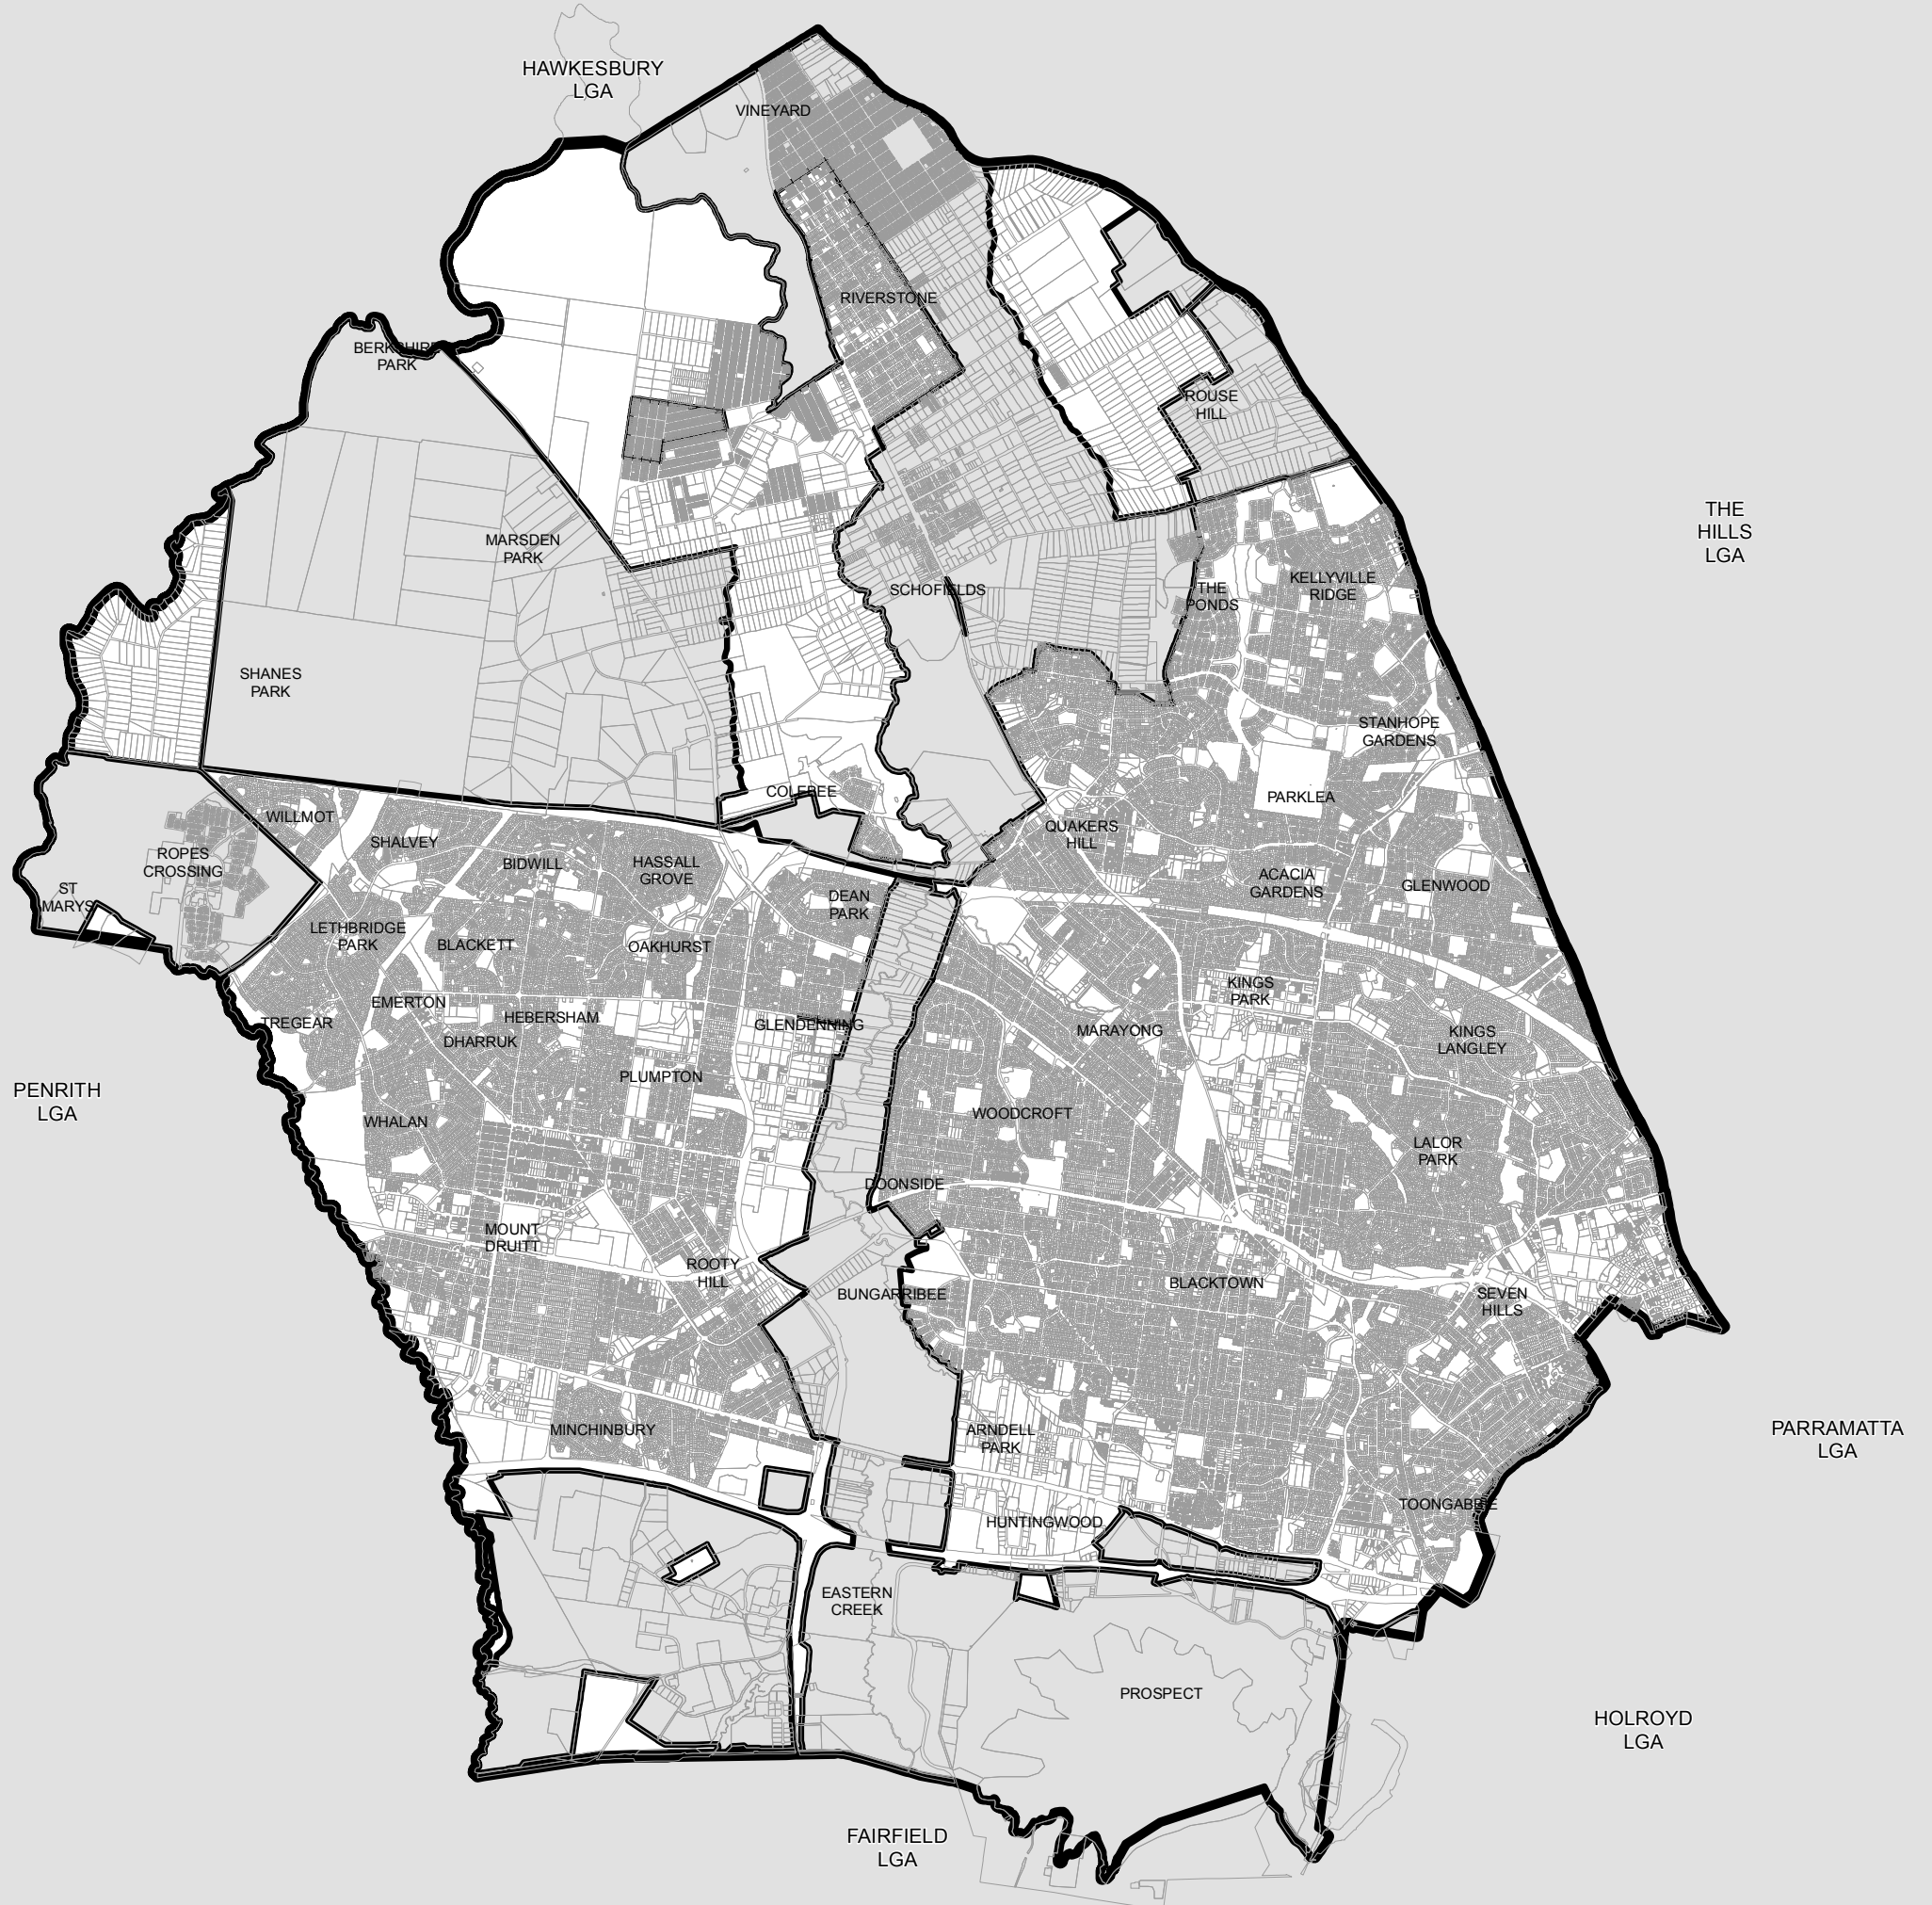 HAWKESBURY
LGA
VINEYARD
RIVERSTONE
BERKSHIRE
PARK
ROUSE
HILL
THE
HILLS
LGA
MARSDEN
PARK
SCHOFIELDS
THE
PONDS
KELLYVILLE
RIDGE
SHANES
PARK
STANHOPE
GARDENS
COLEBEE
PARKLEA
WILLMOT
SHALVEY
QUAKERS
HILL
ROPES
CROSSING
BIDWILL
HASSALL
GROVE
ACACIA
GARDENS
GLENWOOD
ST
MARYS
DEAN
PARK
LETHBRIDGE
PARK
BLACKETT
OAKHURST
KINGS
PARK
EMERTON
TREGEAR
HEBERSHAM
GLENDENNING
MARAYONG
KINGS
LANGLEY
DHARRUK
PLUMPTON
PENRITH
LGA
WHALAN
WOODCROFT
LALOR
PARK
DOONSIDE
MOUNT
DRUITT
ROOTY
HILL
BUNGARRIBEE
BLACKTOWN
SEVEN
HILLS
MINCHINBURY
ARNDELL
PARK
PARRAMATTA
LGA
TOONGABBIE
HUNTINGWOOD
EASTERN
CREEK
PROSPECT
HOLROYD
LGA
FAIRFIELD
LGA